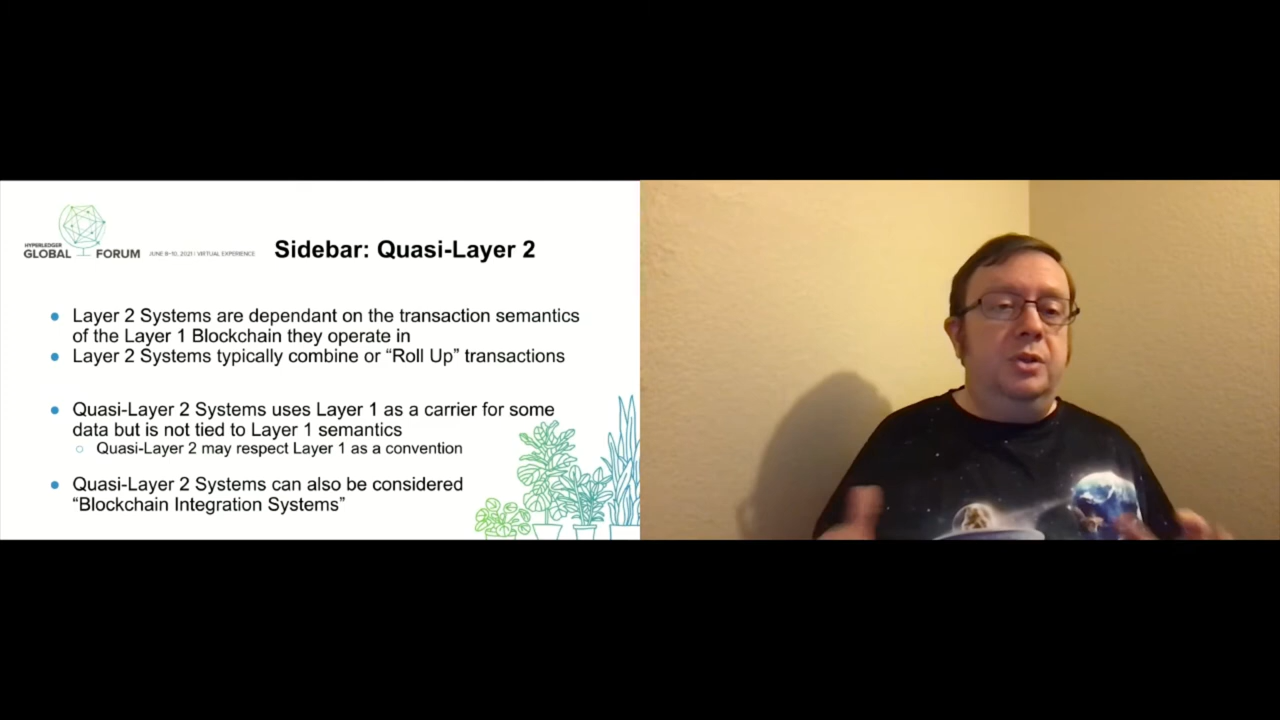 HYPERLEDGER
GLOBAL FORUM
JUNE 8-10, 2021 | VIRTUAL EXPERIENCE
Sidebar: Quasi-Layer 2
Layer 2 Systems are dependant on the transaction semantics
of the Layer 1 Blockchain they operate in
Layer 2 Systems typically combine or “Roll Up” transactions
Quasi-Layer 2 Systems uses Layer 1 as a carrier for some
data but is not tied to Layer 1 semantics
Quasi-Layer 2 may respect Layer 1 as a convention
Quasi-Layer 2 Systems can also be considered
“Blockchain Integration Systems”